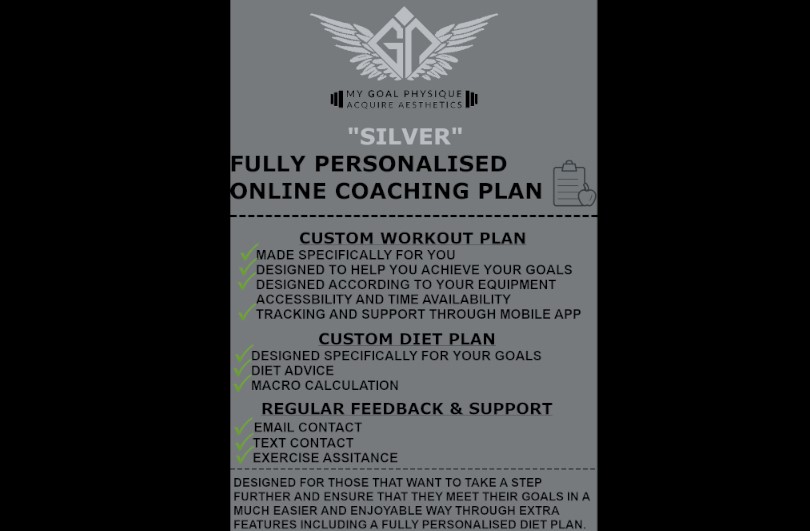 MY GOAL PHYSIQUE
ACQUIRE AESTHETICS
"SILVER"
FULLY PERSONALISED
ONLINE COACHING PLAN
CUSTOM WORKOUT PLAN
MADE SPECIFICALLY FOR YOU
DESIGNED TO HELP YOU ACHIEVE YOUR GOALS
DESIGNED ACCORDING TO YOUR EQUIPMENT
ACCESSBILITY AND TIME AVAILABILITY
TRACKING AND SUPPORT THROUGH MOBILE APP
CUSTOM DIET PLAN
DESIGNED SPECIFICALLY FOR YOUR GOALS
DIET ADVICE
MACRO CALCULATION
REGULAR FEEDBACK & SUPPORT
EMAIL CONTACT
TEXT CONTACT
EXERCISE ASSITANCE
DESIGNED FOR THOSE THAT WANT TO TAKE A STEP
FURTHER AND ENSURE THAT THEY MEET THEIR GOALS IN A
MUCH EASIER AND ENJOYABLE WAY THROUGH EXTRA
FEATURES INCLUDING A FULLY PERSONALISED DIET PLAN.